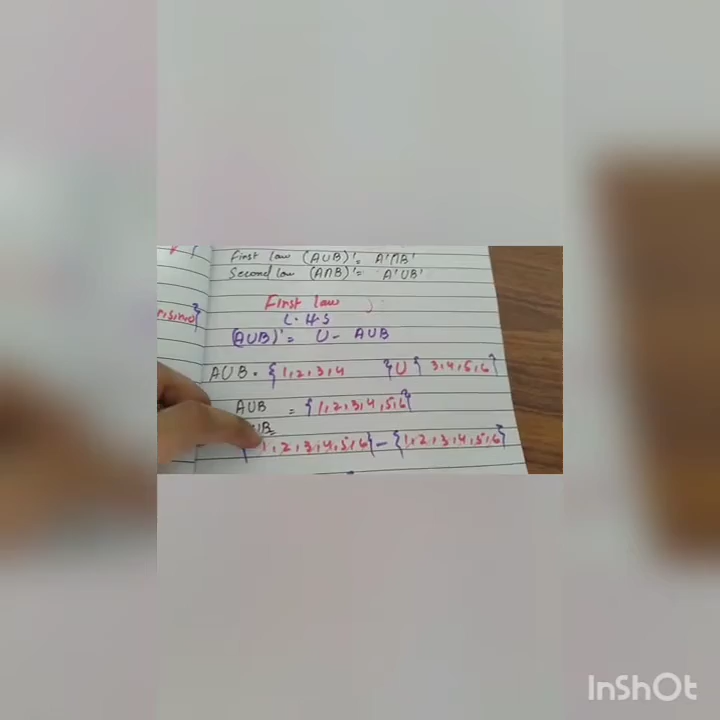 First law (AUB)' = A'∩B'
Second law (A∩B)' = A'UB'
First law
L.H.S
(AUB)' = U - AUB
AUB = {1,2,3,4 }U{ 3,4,5,6}
AUB = {1,2,3,4,5,6}
UB =
{1,2,3,4,5,6} - {1,2,3,4,5,6}
InShOt